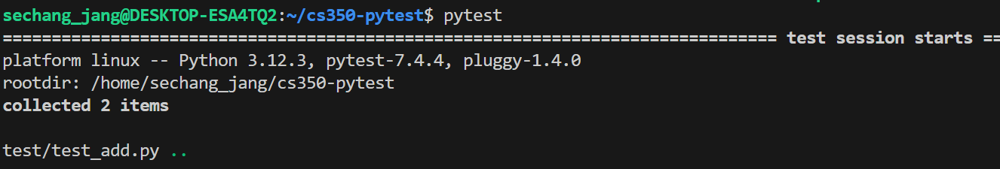 sechang_jang@DESKTOP-ESA4TQ2:~/cs350-pytest$ pytest
=============================================================================== test session starts ==
platform linux -- Python 3.12.3, pytest-7.4.4, pluggy-1.4.0
rootdir: /home/sechang_jang/cs350-pytest
collected 2 items
test/test_add.py ..